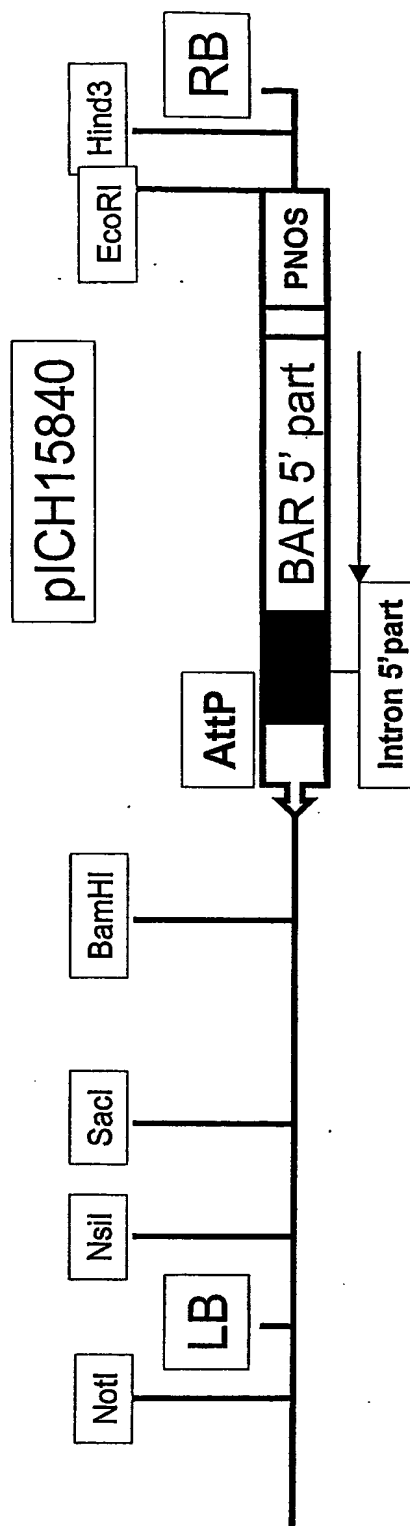 pICH15840
NotI
LB
NsiI
SacI
BamHI
AttP
EcoRI
Hind3
RB
BAR 5' part
PNOS
Intron 5'part